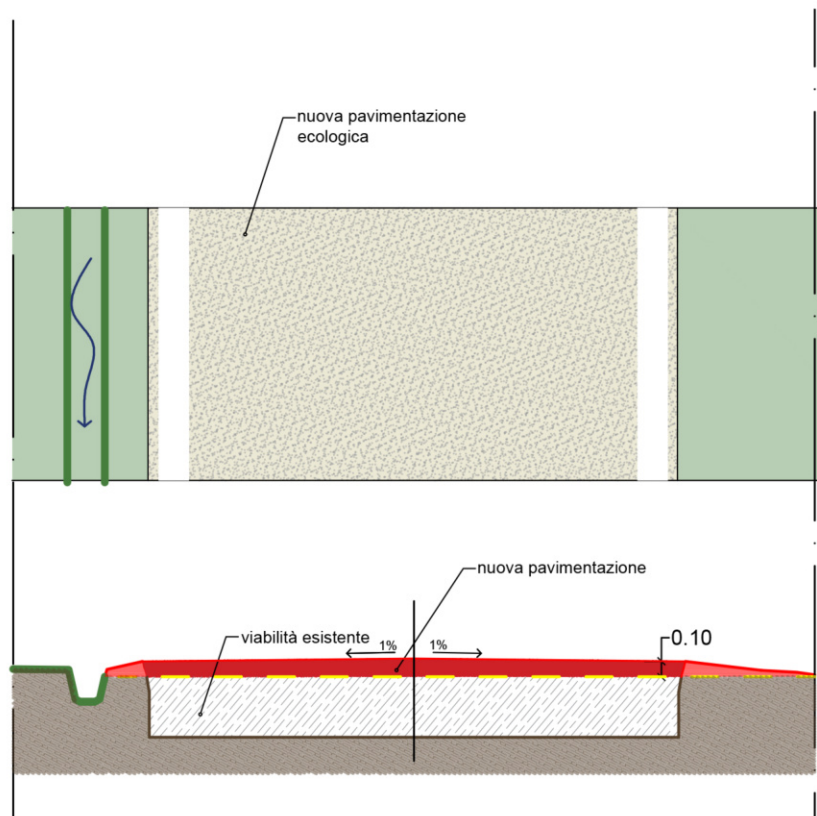 nuova pavimentazione
ecologica
nuova pavimentazione
viabilità esistente
1%
1%
0.10